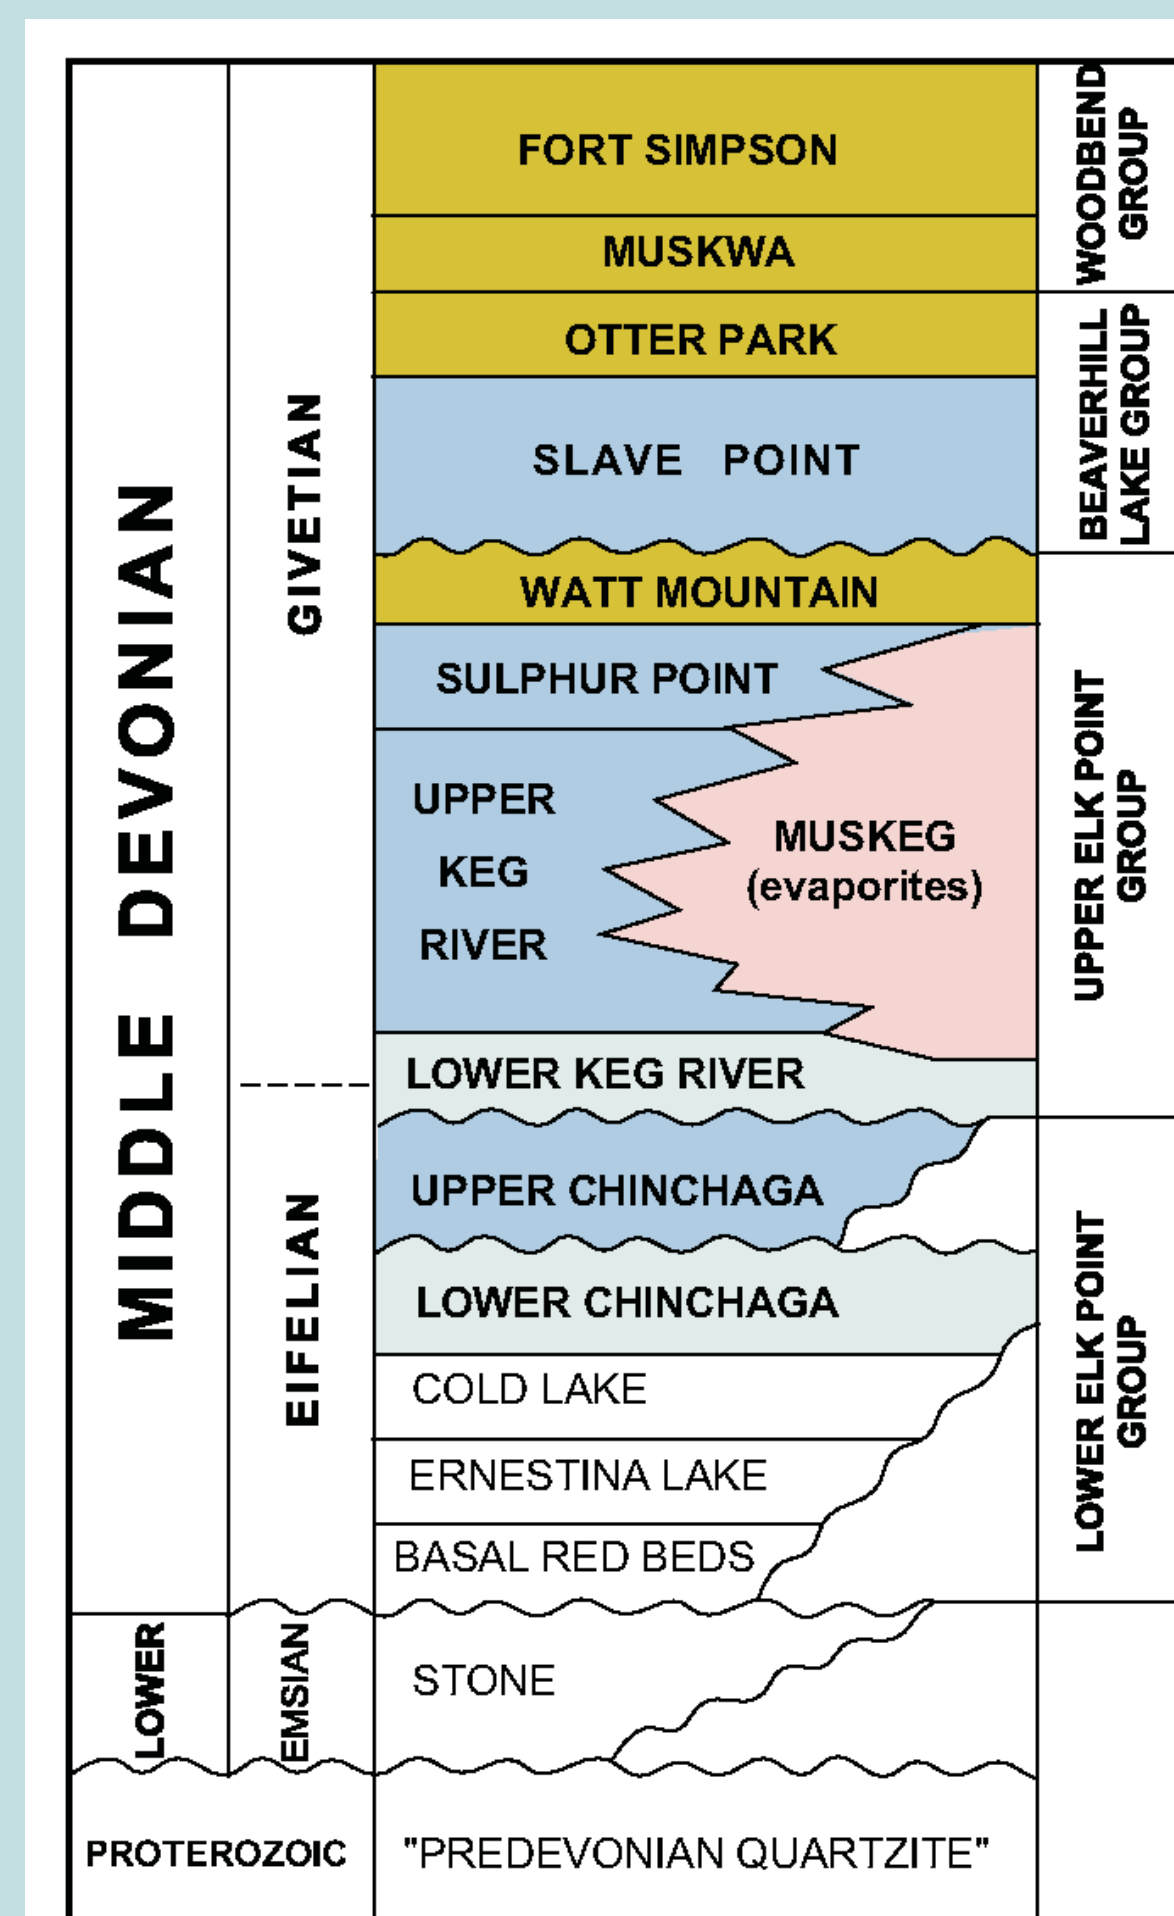 MIDDLE DEVONIAN
LOWER
PROTEROZOIC
GIVETIAN
EIFELIAN
EMSIAN
FORT SIMPSON
MUSKWA
OTTER PARK
SLAVE POINT
WATT MOUNTAIN
SULPHUR POINT
UPPER
KEG
RIVER
MUSKEG
(evaporites)
LOWER KEG RIVER
UPPER CHINCHAGA
LOWER CHINCHAGA
COLD LAKE
ERNESTINA LAKE
BASAL RED BEDS
STONE
"PREDEVONIAN QUARTZITE"
WOODBEND
GROUP
BEAVERHILL
LAKE GROUP
UPPER ELK POINT
GROUP
LOWER ELK POINT
GROUP